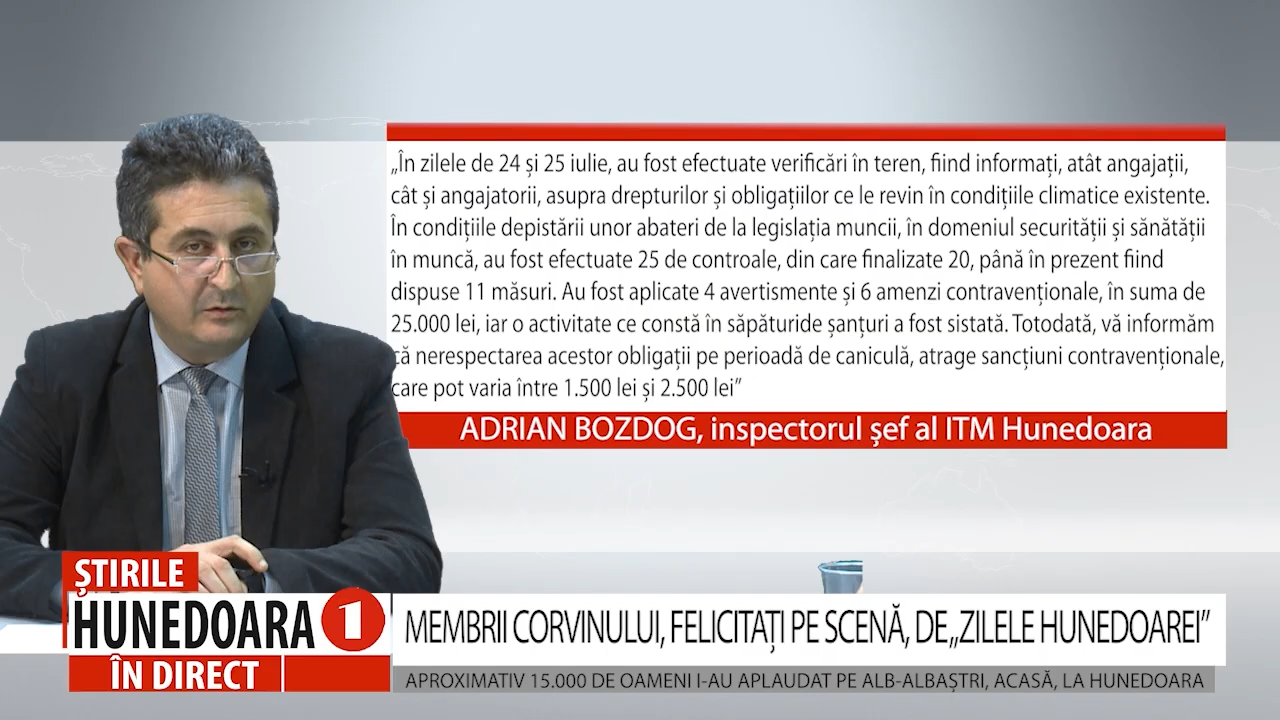 „În zilele de 24 și 25 iulie, au fost efectuate verificări în teren, fiind informați, atât angajații,
cât și angajatorii, asupra drepturilor și obligațiilor ce le revin în condițiile climatice existente.
În condițiile depistării unor abateri de la legislația muncii, în domeniul securității și sănătății
în muncă, au fost efectuate 25 de controale, din care finalizate 20, până în prezent fiind
dispuse 11 măsuri. Au fost aplicate 4 avertismente și 6 amenzi contravenționale, în suma de
25.000 lei, iar o activitate ce constă în săpăturide șanțuri a fost sistată. Totodată, vă informăm
că nerespectarea acestor obligații pe perioadă de caniculă, atrage sancțiuni contravenționale,
care pot varia între 1.500 lei și 2.500 lei”
ADRIAN BOZDOG, inspectorul șef al ITM Hunedoara
ȘTIRILE
HUNEDOARA 1
ÎN DIRECT
MEMBRII CORVINULUI, FELICITAȚI PE SCENĂ, DE „ZILELE HUNEDOAREI”
APROXIMATIV 15.000 DE OAMENI I-AU APLAUDAT PE ALB-ALBAȘTRI, ACASĂ, LA HUNEDOARA